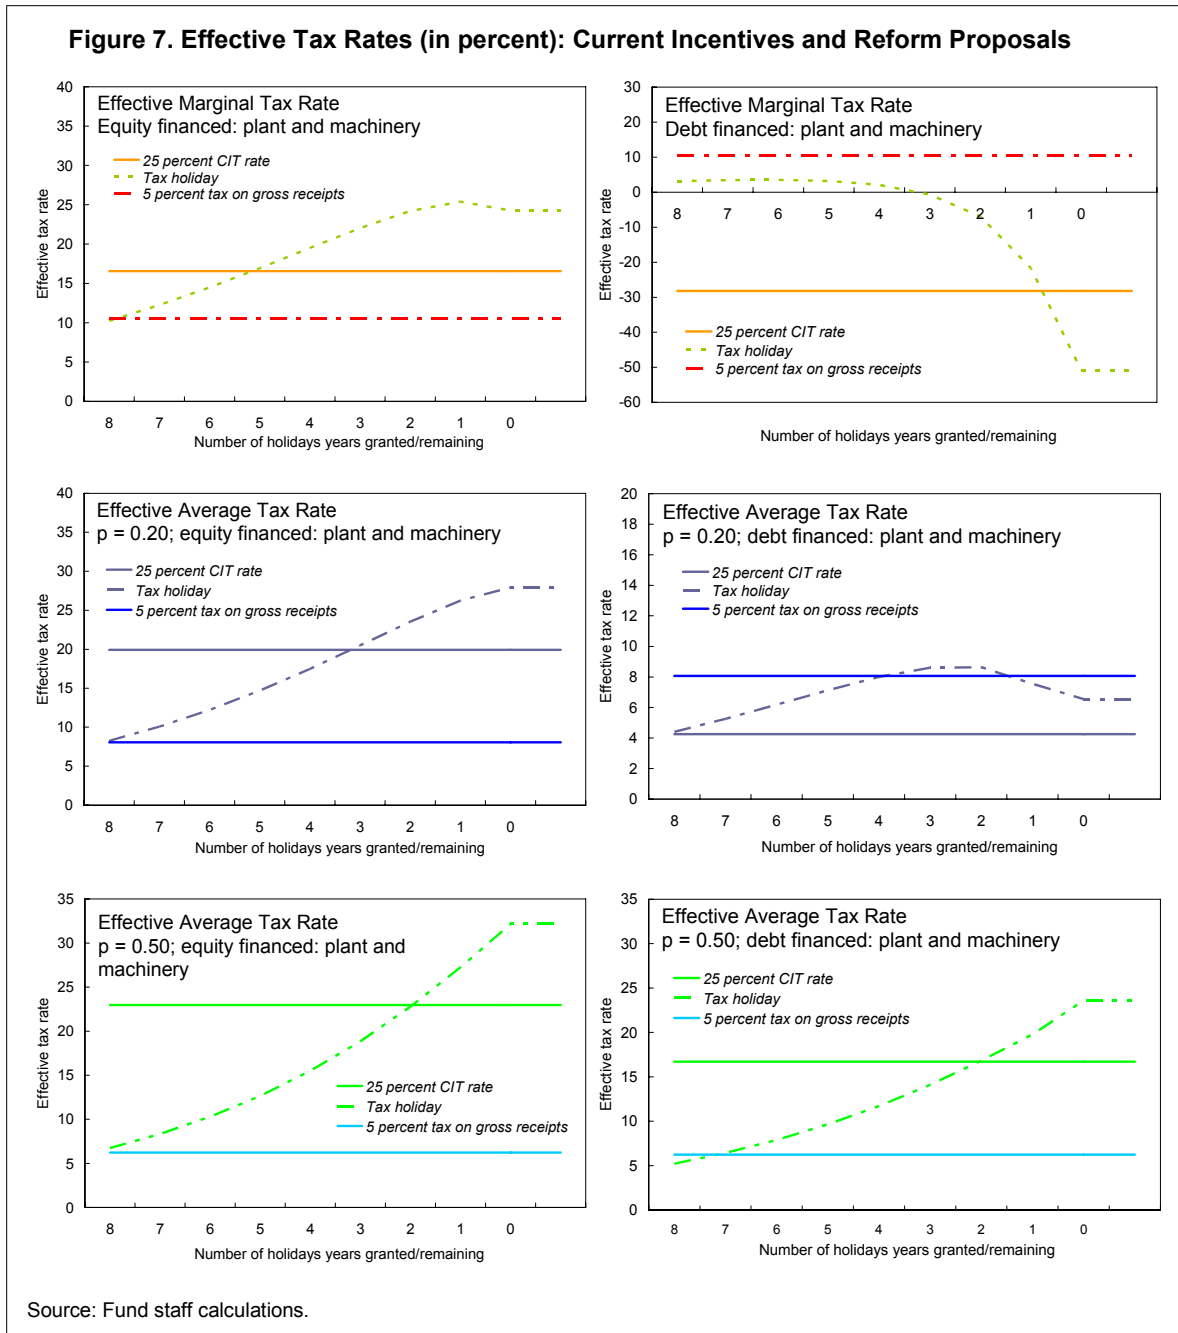 Figure 7. Effective Tax Rates (in percent): Current Incentives and Reform Proposals
Effective Marginal Tax Rate
Equity financed: plant and machinery
25 percent CIT rate
Tax holiday
5 percent tax on gross receipts
Effective tax rate
40
35
30
25
20
15
10
5
0
8 7 6 5 4 3 2 1 0
Number of holidays years granted/remaining
Effective Marginal Tax Rate
Debt financed: plant and machinery
25 percent CIT rate
Tax holiday
5 percent tax on gross receipts
Effective tax rate
30
20
10
0
-10
-20
-30
-40
-50
-60
8 7 6 5 4 3 2 1 0
Number of holidays years granted/remaining
Effective Average Tax Rate
p = 0.20; equity financed: plant and machinery
25 percent CIT rate
Tax holiday
5 percent tax on gross receipts
Effective tax rate
40
35
30
25
20
15
10
5
0
8 7 6 5 4 3 2 1 0
Number of holidays years granted/remaining
Effective Average Tax Rate
p = 0.20; debt financed: plant and machinery
25 percent CIT rate
Tax holiday
5 percent tax on gross receipts
Effective tax rate
20
18
16
14
12
10
8
6
4
2
0
8 7 6 5 4 3 2 1 0
Number of holidays years granted/remaining
Effective Average Tax Rate
p = 0.50; equity financed: plant and
machinery
25 percent CIT rate
Tax holiday
5 percent tax on gross receipts
Effective tax rate
35
30
25
20
15
10
5
0
8 7 6 5 4 3 2 1 0
Number of holidays years granted/remaining
Effective Average Tax Rate
p = 0.50; debt financed: plant and machinery
25 percent CIT rate
Tax holiday
5 percent tax on gross receipts
Effective tax rate
35
30
25
20
15
10
5
0
8 7 6 5 4 3 2 1 0
Number of holidays years granted/remaining
Source: Fund staff calculations.